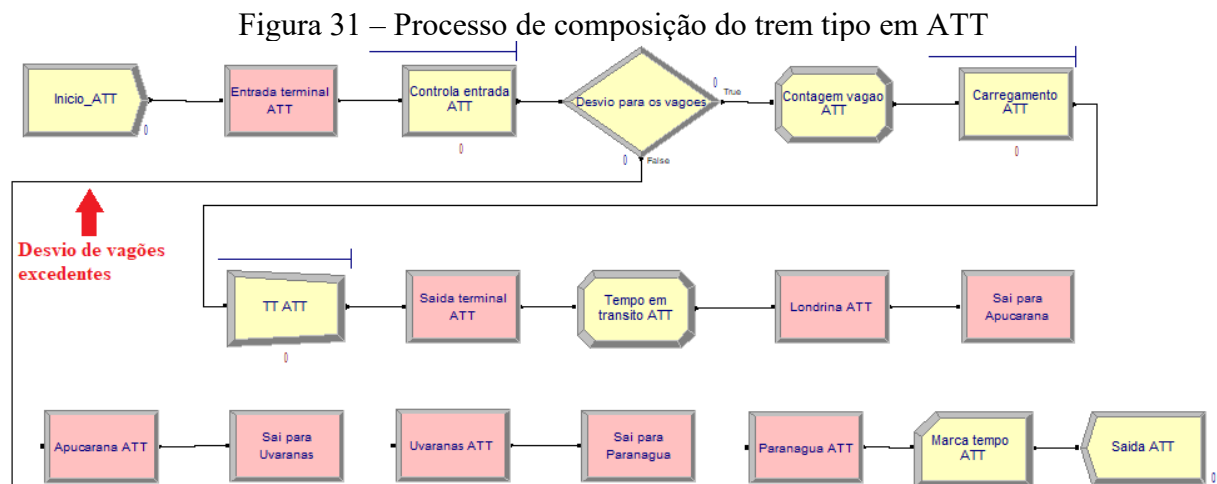 Figura 31 – Processo de composição do trem tipo em ATT
Inicio_ATT
0
Entrada terminal
ATT
Controla entrada
ATT
0
Desvio para os vagoes
0
True
0
False
Contagem vagao
ATT
Carregamento
ATT
0
Desvio de vagões
excedentes
TT ATT
0
Saida terminal
ATT
Tempo em
transito ATT
Londrina ATT
Sai para
Apucarana
Apucarana ATT
Sai para
Uvaranas
Uvaranas ATT
Sai para
Paranagua
Paranagua ATT
Marca tempo
ATT
Saida ATT
0